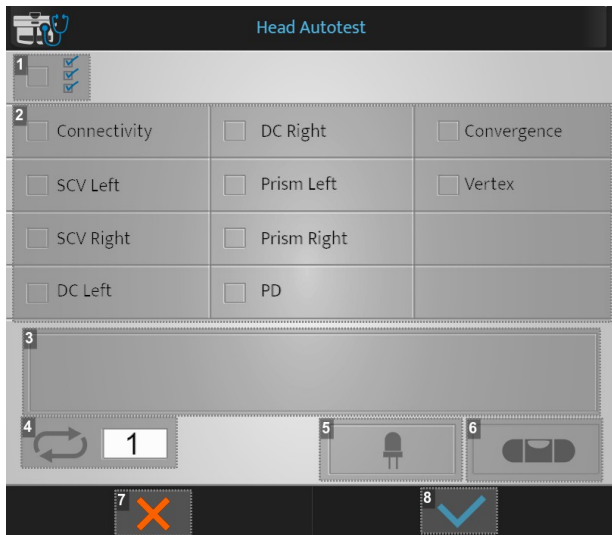 Head Autotest
1
2
Connectivity DC Right Convergence
SCV Left Prism Left Vertex
SCV Right Prism Right
DC Left PD
3
4 1 5 6
7 8